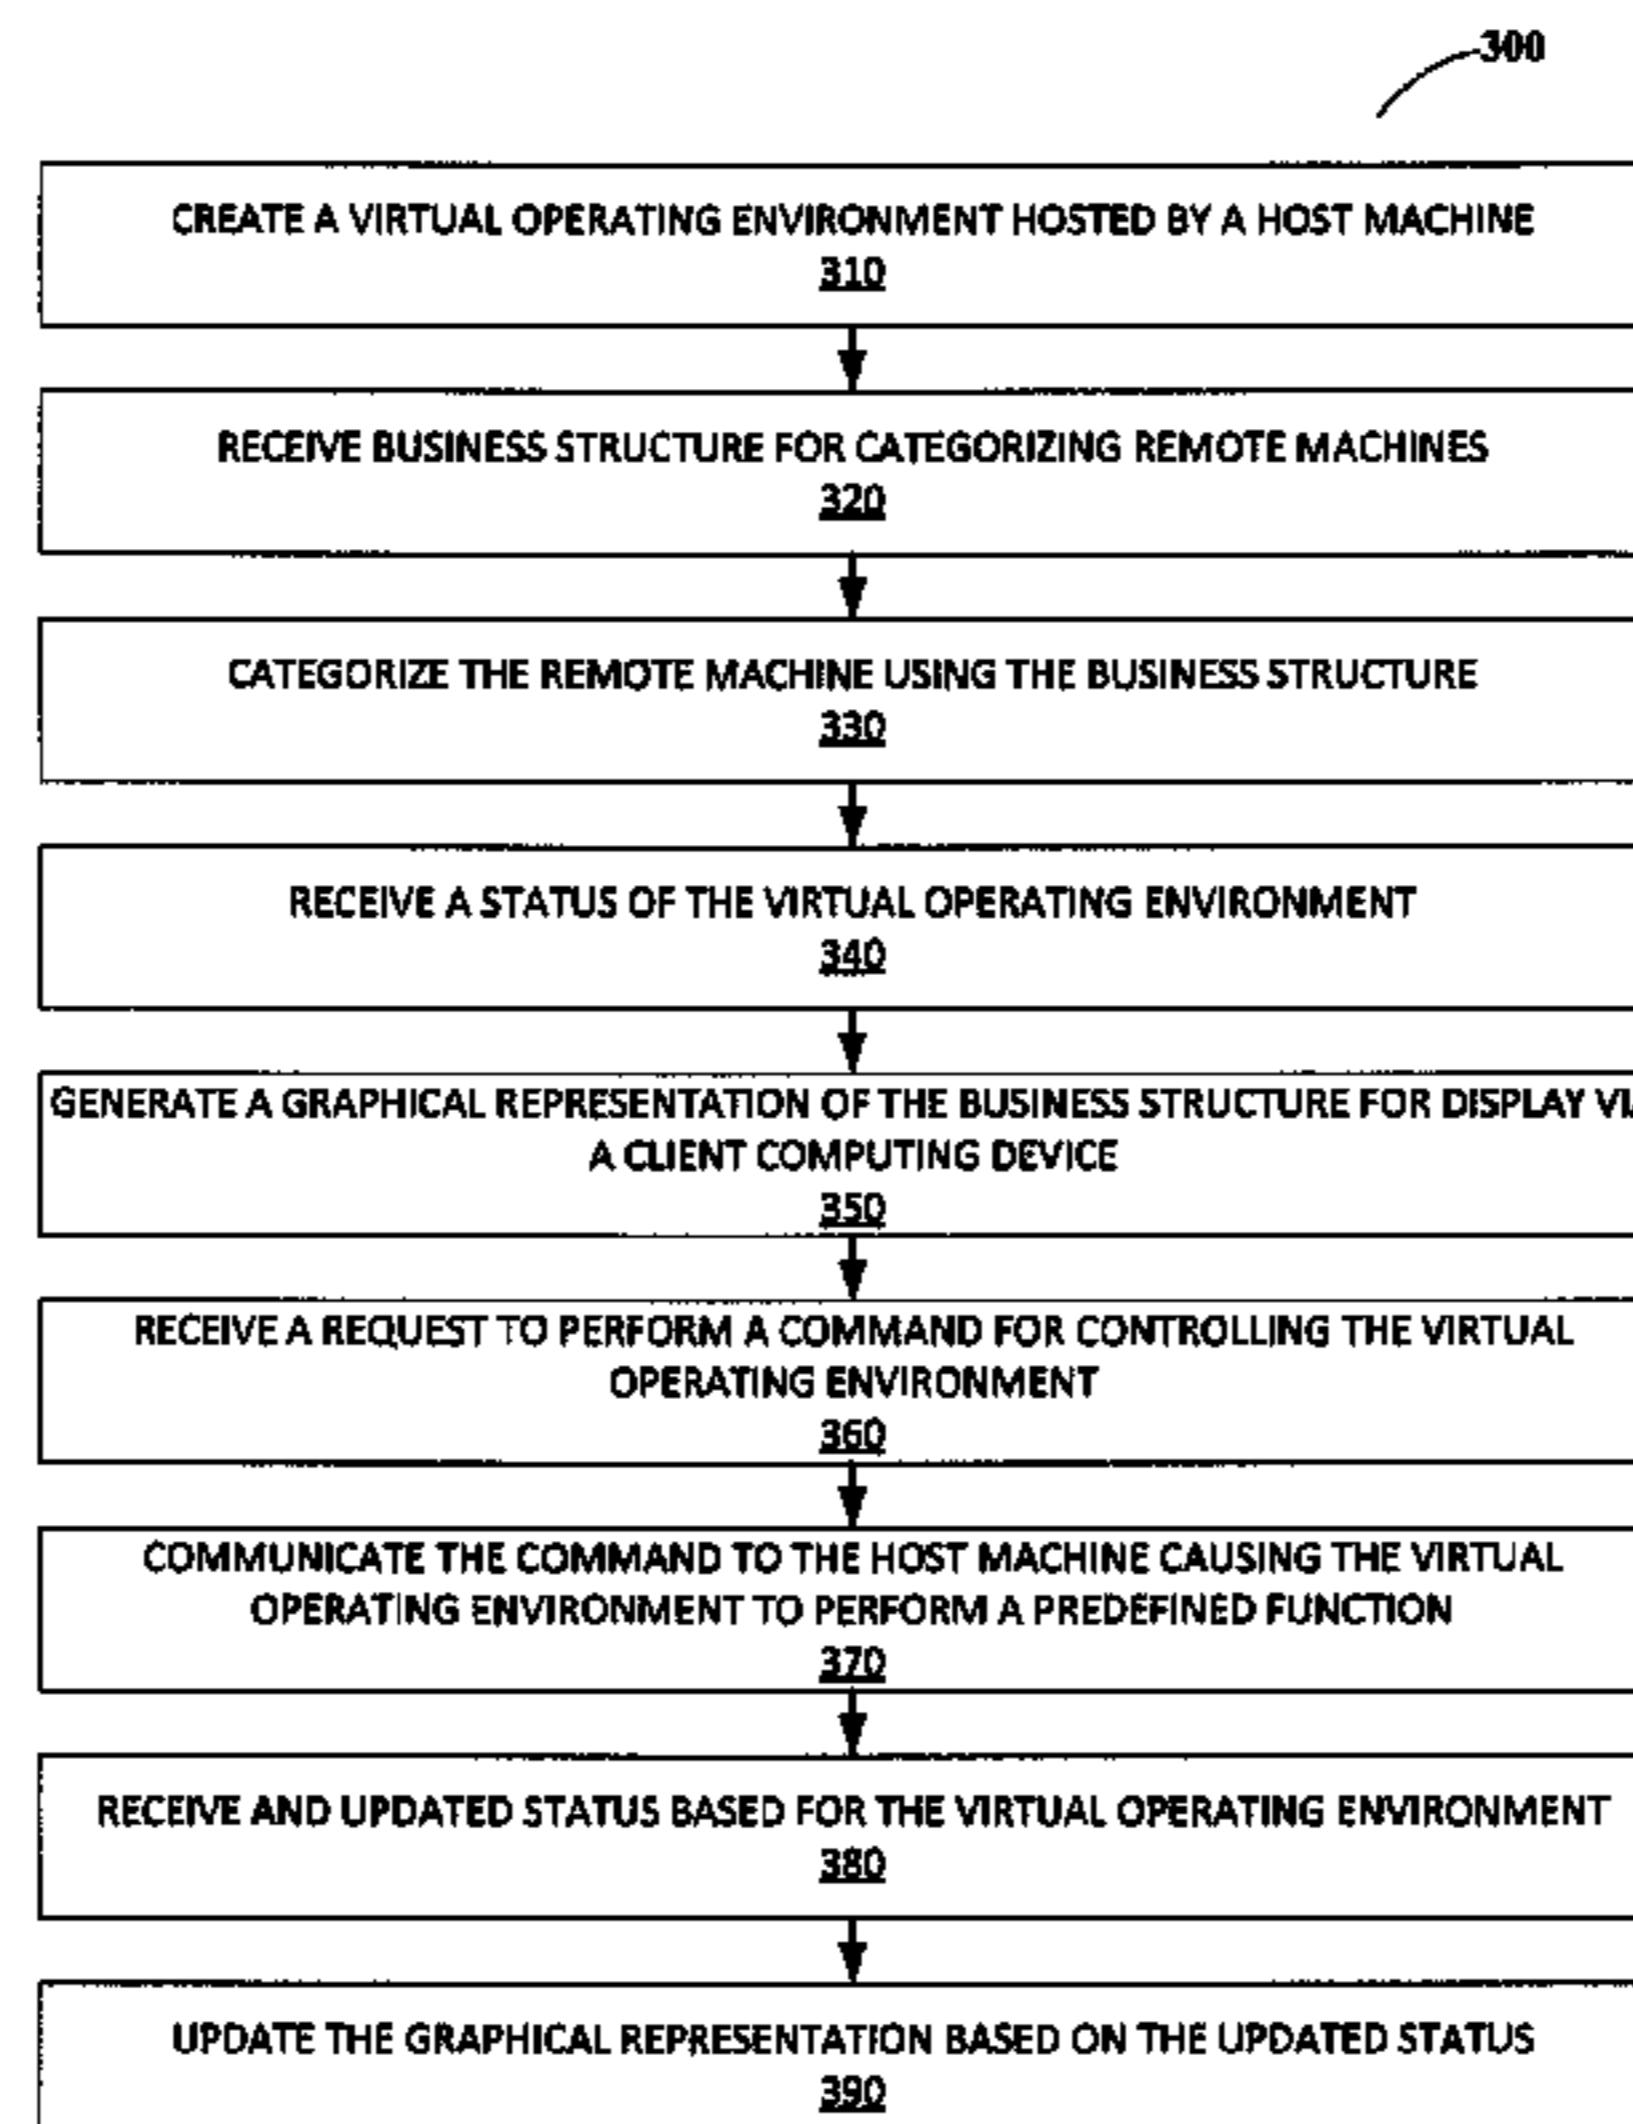 300
CREATE A VIRTUAL OPERATING ENVIRONMENT HOSTED BY A HOST MACHINE
310
RECEIVE BUSINESS STRUCTURE FOR CATEGORIZING REMOTE MACHINES
320
CATEGORIZE THE REMOTE MACHINE USING THE BUSINESS STRUCTURE
330
RECEIVE A STATUS OF THE VIRTUAL OPERATING ENVIRONMENT
340
GENERATE A GRAPHICAL REPRESENTATION OF THE BUSINESS STRUCTURE FOR DISPLAY VIA
A CLIENT COMPUTING DEVICE
350
RECEIVE A REQUEST TO PERFORM A COMMAND FOR CONTROLLING THE VIRTUAL
OPERATING ENVIRONMENT
360
COMMUNICATE THE COMMAND TO THE HOST MACHINE CAUSING THE VIRTUAL
OPERATING ENVIRONMENT TO PERFORM A PREDEFINED FUNCTION
370
RECEIVE AND UPDATED STATUS BASED FOR THE VIRTUAL OPERATING ENVIRONMENT
380
UPDATE THE GRAPHICAL REPRESENTATION BASED ON THE UPDATED STATUS
390